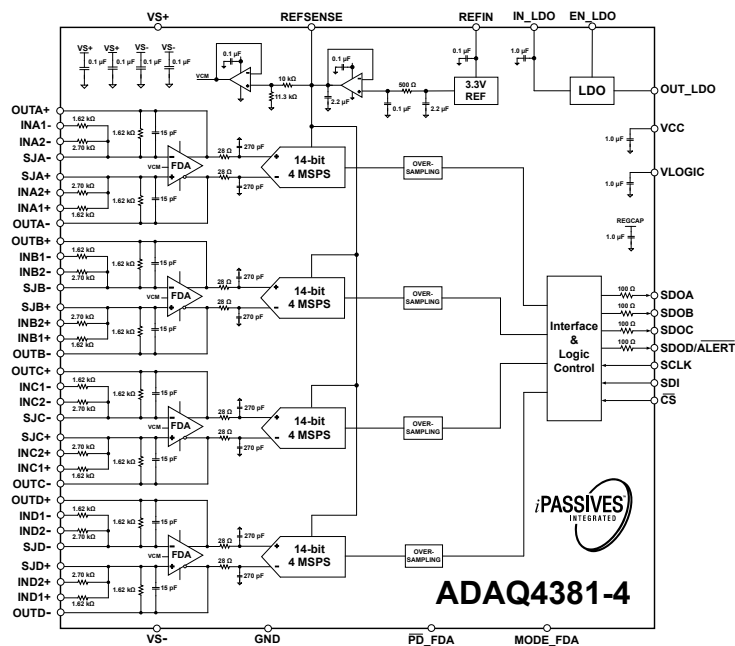 VS+ REFSENSE REFIN IN_LDO EN_LDO
VS+ VS+ VS- VS-
0.1 µF 0.1 µF 0.1 µF 0.1 µF
0.1 µF
VCM
10 kΩ
11.3 kΩ
0.1 µF
2.2 µF
500 Ω
0.1 µF
2.2 µF
0.1 µF
3.3V
REF
1.0 µF
LDO
OUT_LDO
VCC
1.0 µF
VLOGIC
1.0 µF
REGCAP
1.0 µF
OUTA+
INA1-
INA2-
SJA-
SJA+
INA2+
INA1+
OUTA-
1.62 kΩ
2.70 kΩ
2.70 kΩ
1.62 kΩ
1.62 kΩ
15 pF
1.62 kΩ
15 pF
VCM
FDA
28 Ω
28 Ω
270 pF
270 pF
14-bit
4 MSPS
OVER-
SAMPLING
OUTB+
INB1-
INB2-
SJB-
SJB+
INB2+
INB1+
OUTB-
1.62 kΩ
2.70 kΩ
2.70 kΩ
1.62 kΩ
1.62 kΩ
15 pF
1.62 kΩ
15 pF
VCM
FDA
28 Ω
28 Ω
270 pF
270 pF
14-bit
4 MSPS
OVER-
SAMPLING
OUTC+
INC1-
INC2-
SJC-
SJC+
INC2+
INC1+
OUTC-
1.62 kΩ
2.70 kΩ
2.70 kΩ
1.62 kΩ
1.62 kΩ
15 pF
1.62 kΩ
15 pF
VCM
FDA
28 Ω
28 Ω
270 pF
270 pF
14-bit
4 MSPS
OVER-
SAMPLING
OUTD+
IND1-
IND2-
SJD-
SJD+
IND2+
IND1+
OUTD-
1.62 kΩ
2.70 kΩ
2.70 kΩ
1.62 kΩ
1.62 kΩ
15 pF
1.62 kΩ
15 pF
VCM
FDA
28 Ω
28 Ω
270 pF
270 pF
14-bit
4 MSPS
OVER-
SAMPLING
Interface
& Logic
Control
100 Ω
SDOA
100 Ω
SDOB
100 Ω
SDOC
100 Ω
SDOD/ALERT
SCLK
SDI
CS
iPASSIVES™
INTEGRATED
ADAQ4381-4
VS- GND PD_FDA MODE_FDA